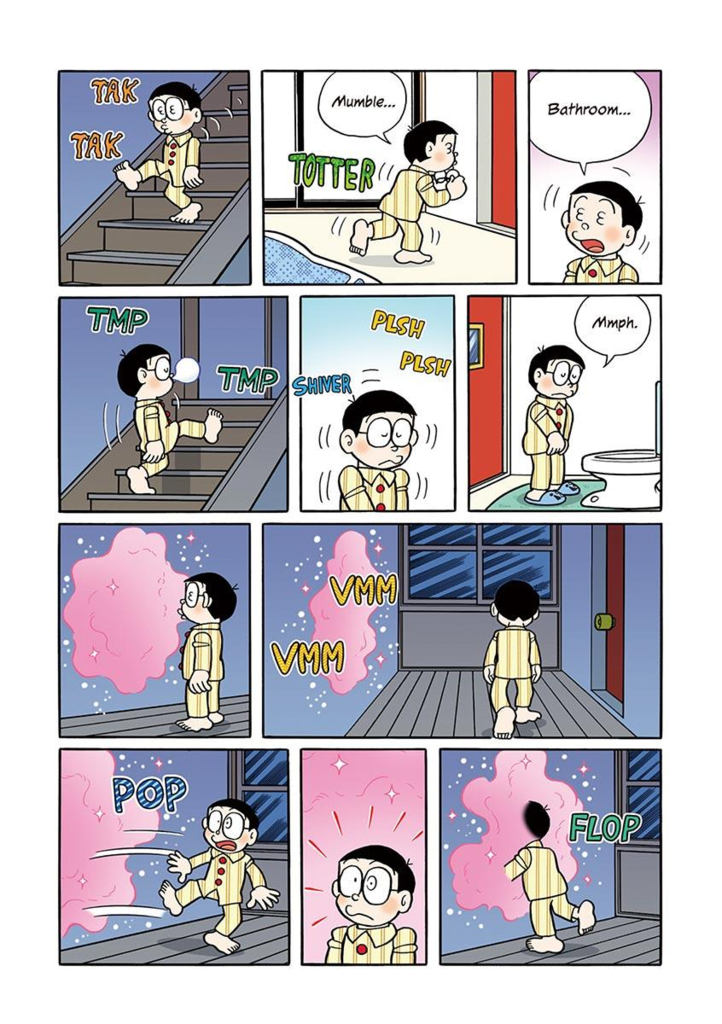 TAK
TAK
Mumble...
TOTTER
Bathroom...
TMP
TMP
PLSH
PLSH
SHIVER
Mmph.
VMM
VMM
POP
FLOP